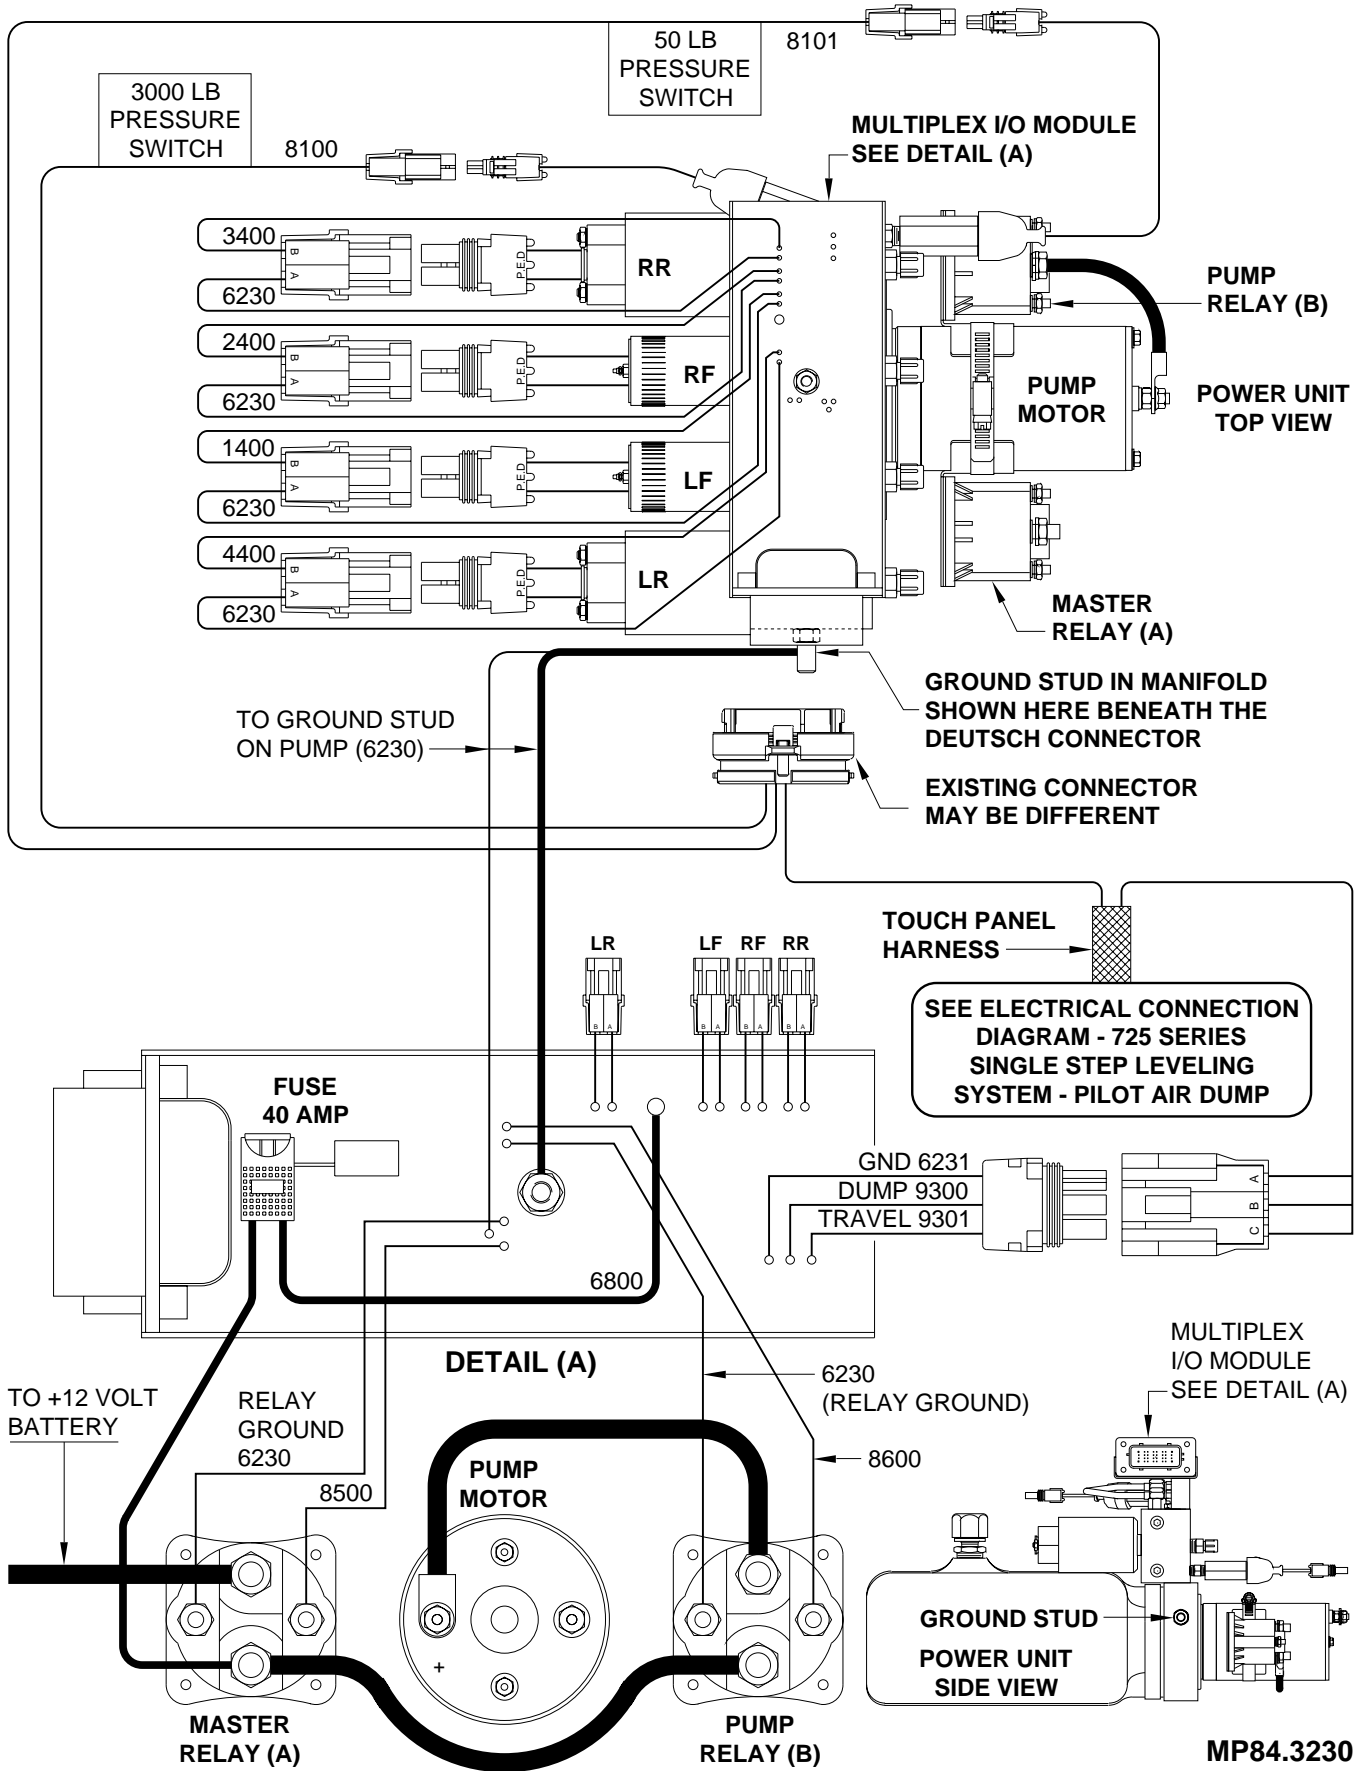 50 LB
PRESSURE
SWITCH
8101
3000 LB
PRESSURE
SWITCH
8100
MULTIPLEX I/O MODULE
SEE DETAIL (A)
3400
B
A
6230
P.E.D
RR
2400
B
A
6230
P.E.D
RF
1400
B
A
6230
P.E.D
LF
4400
B
A
6230
P.E.D
LR
PUMP
RELAY (B)
PUMP
MOTOR
POWER UNIT
TOP VIEW
MASTER
RELAY (A)
GROUND STUD IN MANIFOLD
SHOWN HERE BENEATH THE
DEUTSCH CONNECTOR
TO GROUND STUD
ON PUMP (6230)
EXISTING CONNECTOR
MAY BE DIFFERENT
TOUCH PANEL
HARNESS
SEE ELECTRICAL CONNECTION
DIAGRAM - 725 SERIES
SINGLE STEP LEVELING
SYSTEM - PILOT AIR DUMP
LR
LF
RF
RR
B A
B A
B A
B A
FUSE
40 AMP
GND 6231
DUMP 9300
TRAVEL 9301
A
B
C
6800
DETAIL (A)
6230
(RELAY GROUND)
8600
TO +12 VOLT
BATTERY
RELAY
GROUND
6230
8500
PUMP
MOTOR
+
MASTER
RELAY (A)
PUMP
RELAY (B)
MULTIPLEX
I/O MODULE
SEE DETAIL (A)
GROUND STUD
POWER UNIT
SIDE VIEW
MP84.3230